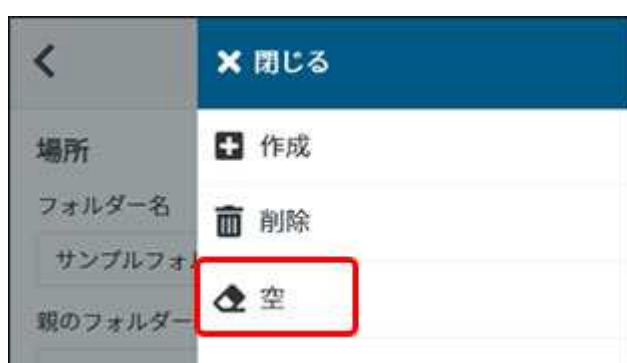 閉じる
場所
作成
フォルダー名
削除
サンプルフォ
空
親のフォルダー